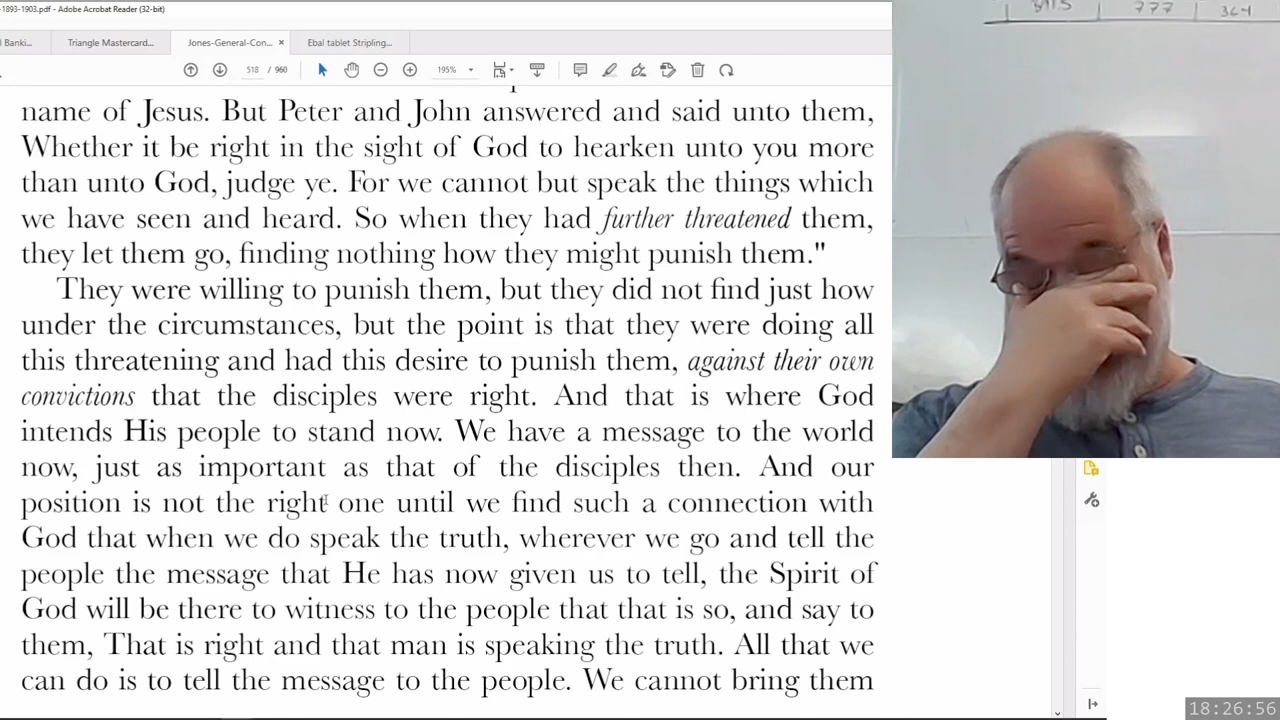 -1893-1903.pdf - Adobe Acrobat Reader (32-bit)
l Banki...
Triangle Mastercard...
Jones-General-Con... ×
Ebal tablet Stripling...
518 / 960
195%
777
364
name of Jesus. But Peter and John answered and said unto them,
Whether it be right in the sight of God to hearken unto you more
than unto God, judge ye. For we cannot but speak the things which
we have seen and heard. So when they had further threatened them,
they let them go, finding nothing how they might punish them."
They were willing to punish them, but they did not find just how
under the circumstances, but the point is that they were doing all
this threatening and had this desire to punish them, against their own
convictions that the disciples were right. And that is where God
intends His people to stand now. We have a message to the world
now, just as important as that of the disciples then. And our
position is not the right one until we find such a connection with
God that when we do speak the truth, wherever we go and tell the
people the message that He has now given us to tell, the Spirit of
God will be there to witness to the people that that is so, and say to
them, That is right and that man is speaking the truth. All that we
can do is to tell the message to the people. We cannot bring them
18:26:56